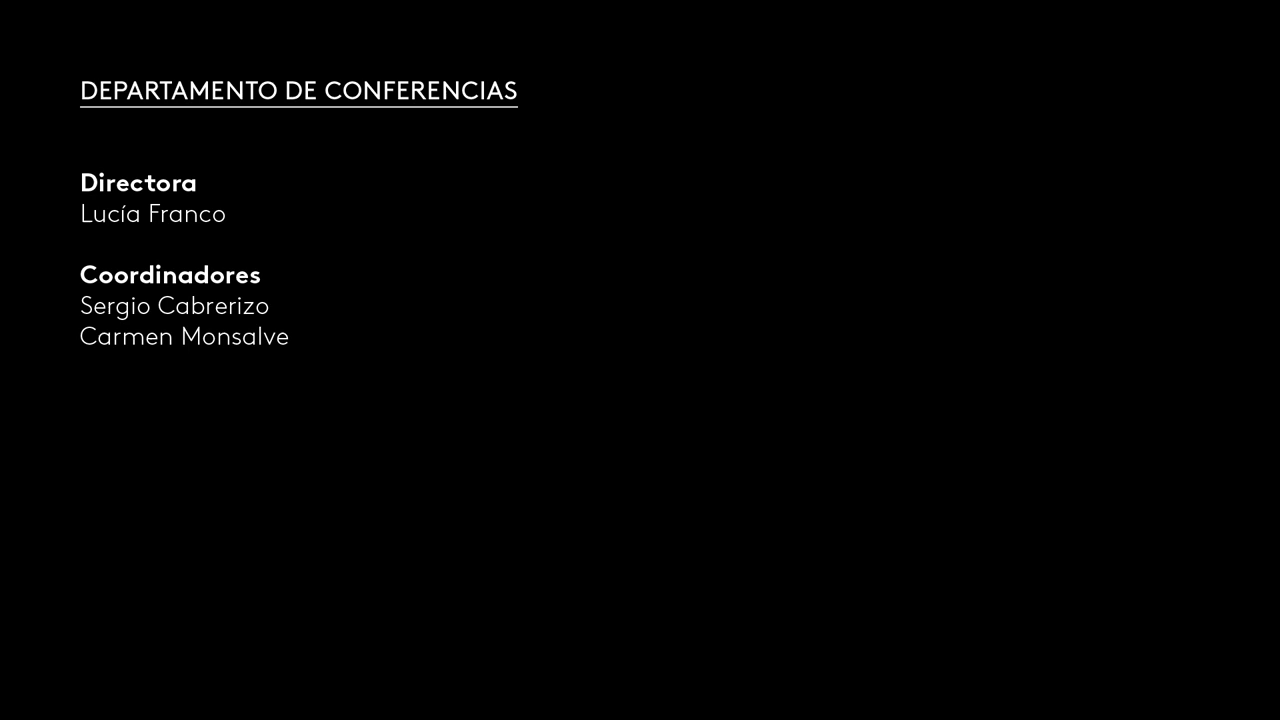 DEPARTAMENTO DE CONFERENCIAS
Directora
Lucía Franco
Coordinadores
Sergio Cabrerizo
Carmen Monsalve